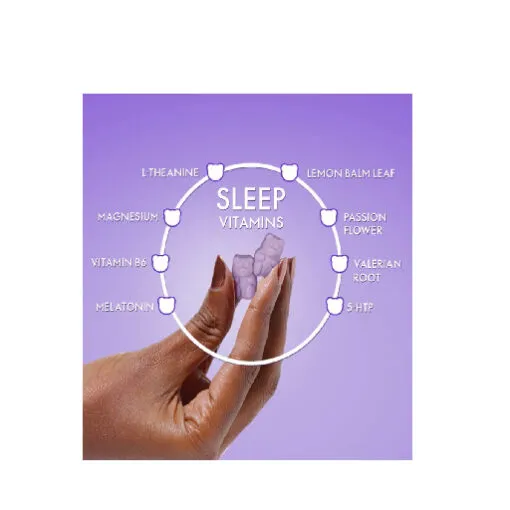 L-THEANINE
LEMON BALM LEAF
SLEEP
VITAMINS
MAGNESIUM
PASSION
FLOWER
VITAMIN B6
VALERIAN
ROOT
MELATONIN
5-HTP